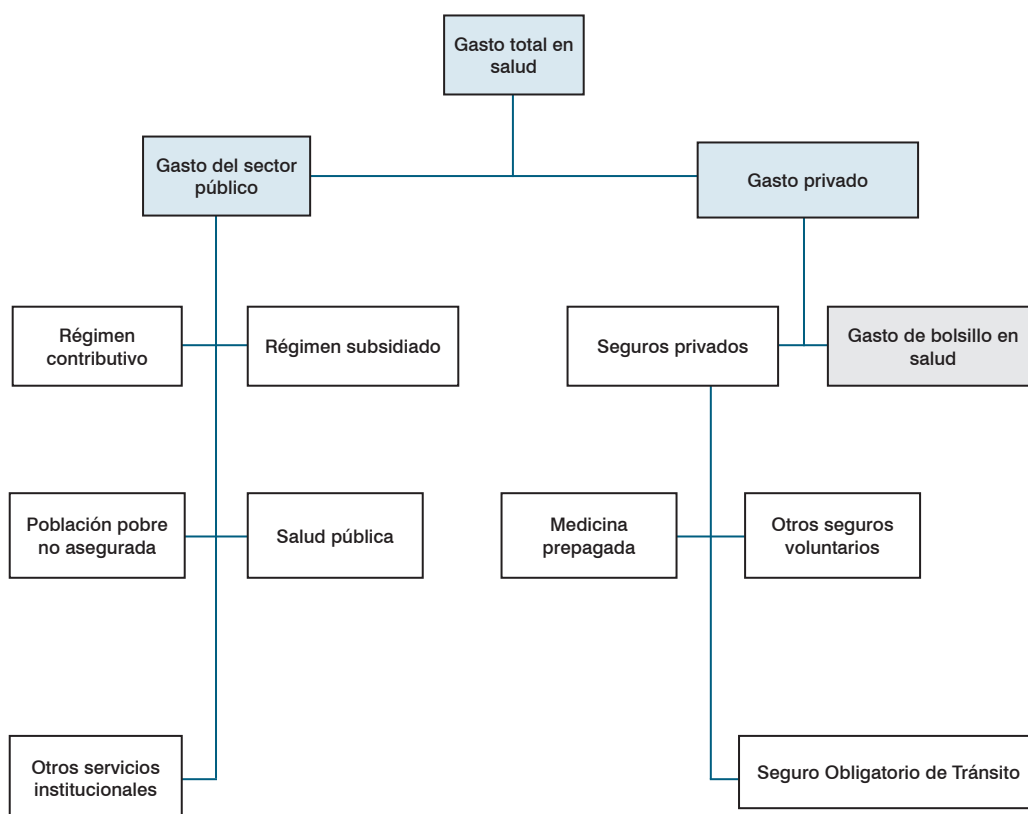 Gasto total en
salud
Gasto del sector
público
Gasto privado
Régimen
contributivo
Régimen subsidiado
Seguros privados
Gasto de bolsillo en
salud
Población pobre
no asegurada
Salud pública
Medicina
prepagada
Otros seguros
voluntarios
Otros servicios
institucionales
Seguro Obligatorio de Tránsito